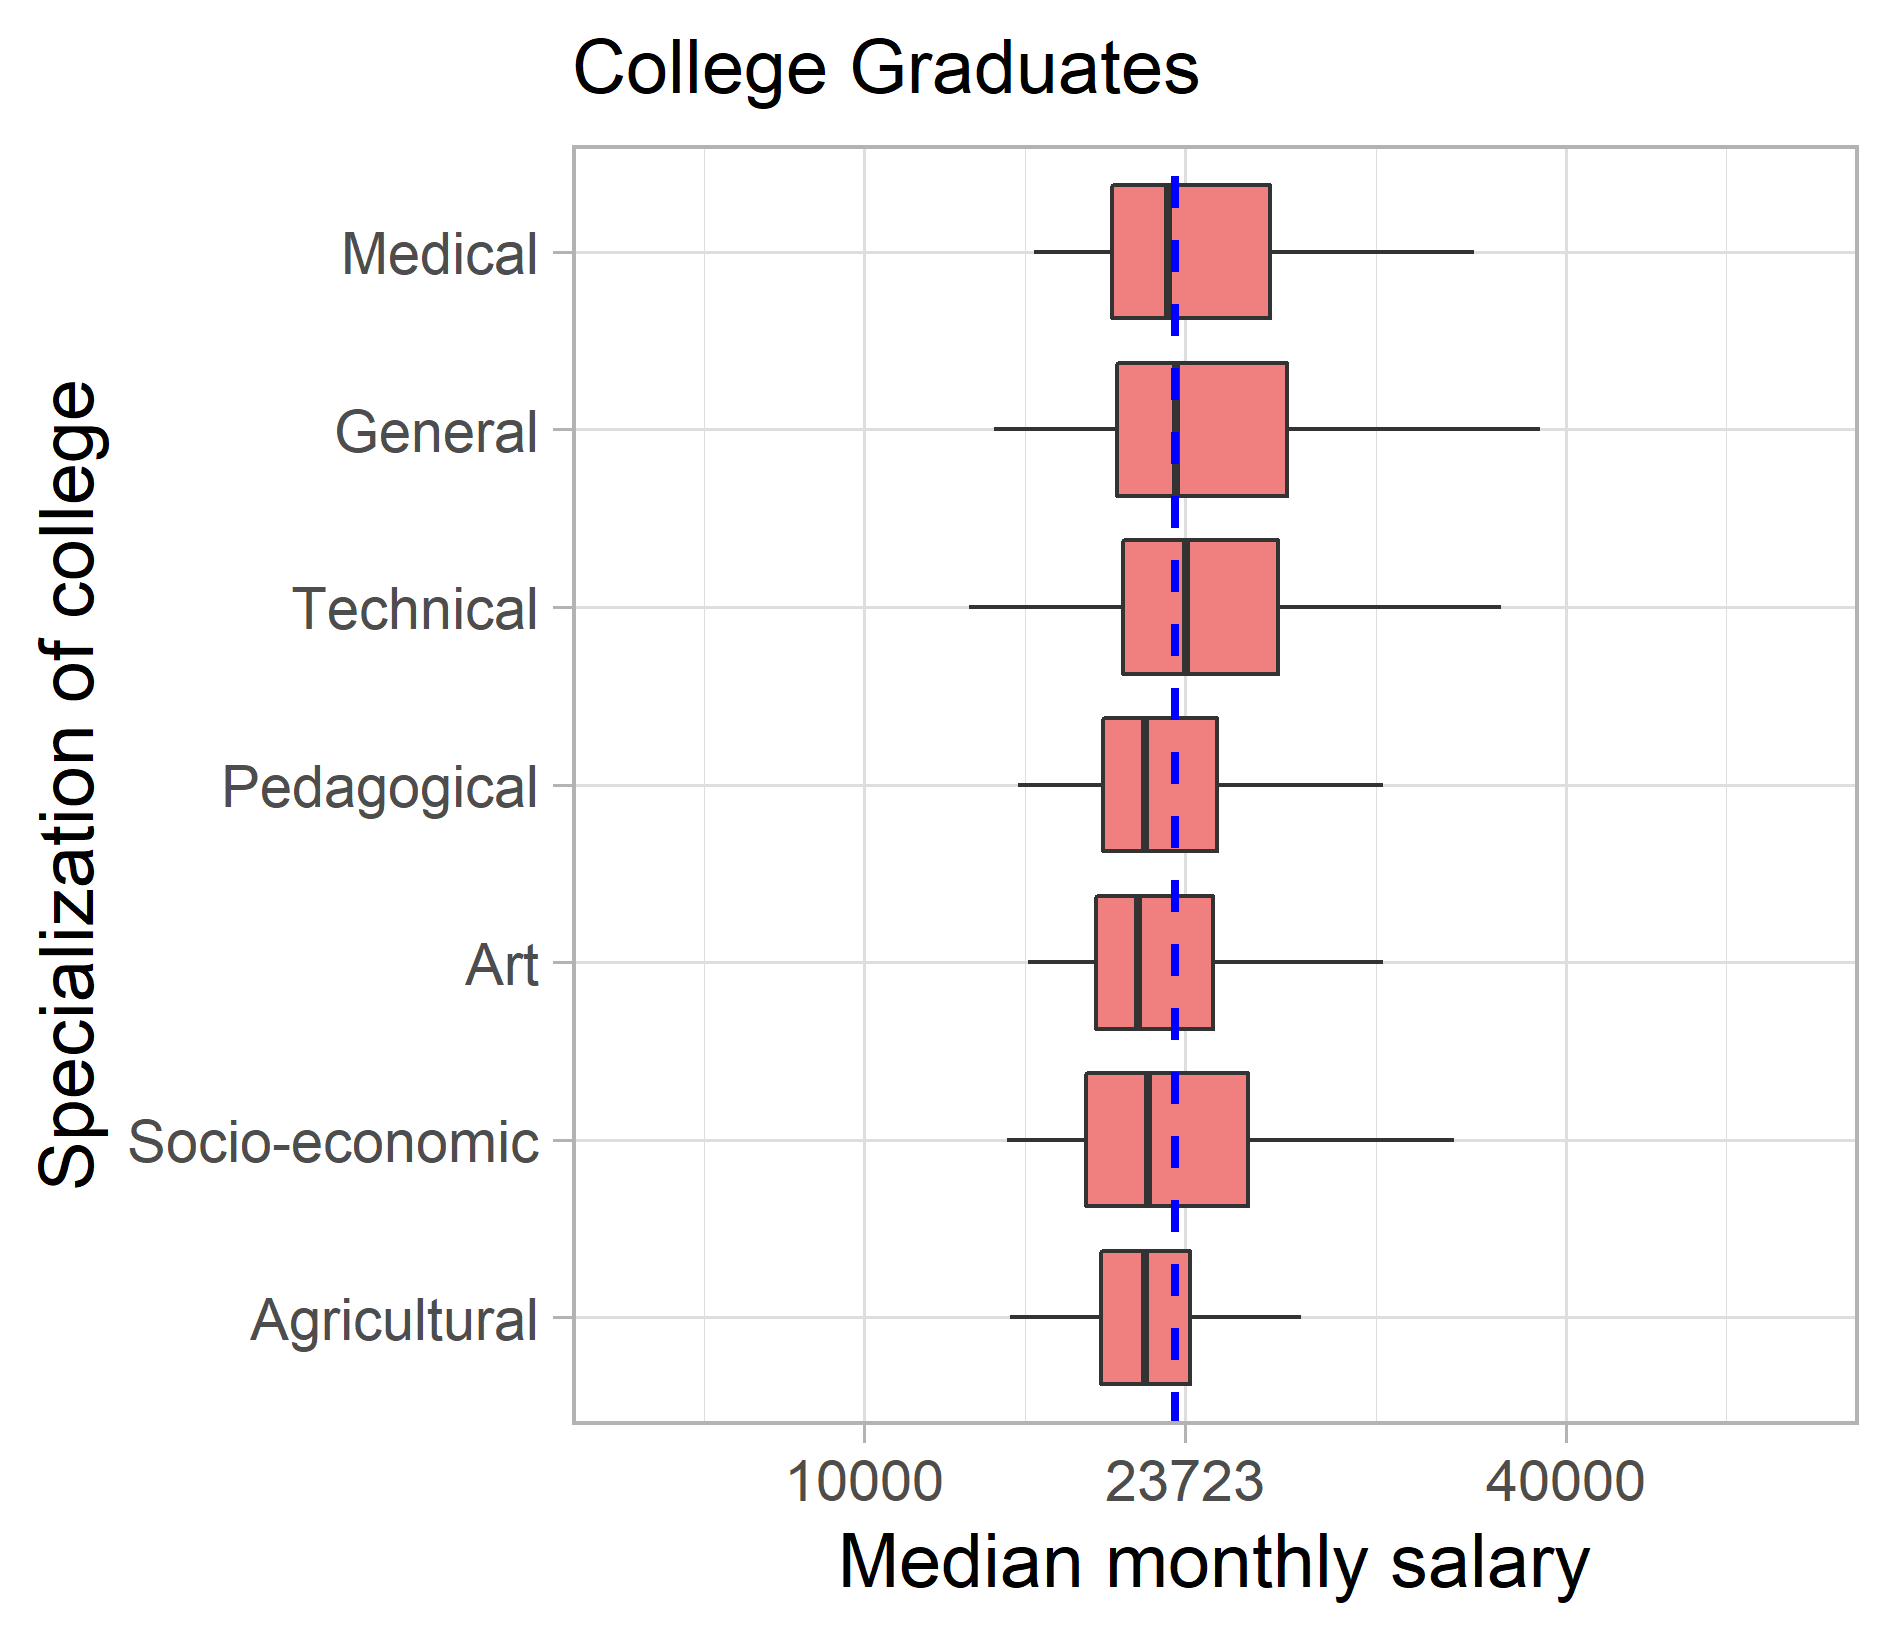 College Graduates
Specialization of college
Medical
General
Technical
Pedagogical
Art
Socio-economic
Agricultural
10000 23723 40000
Median monthly salary